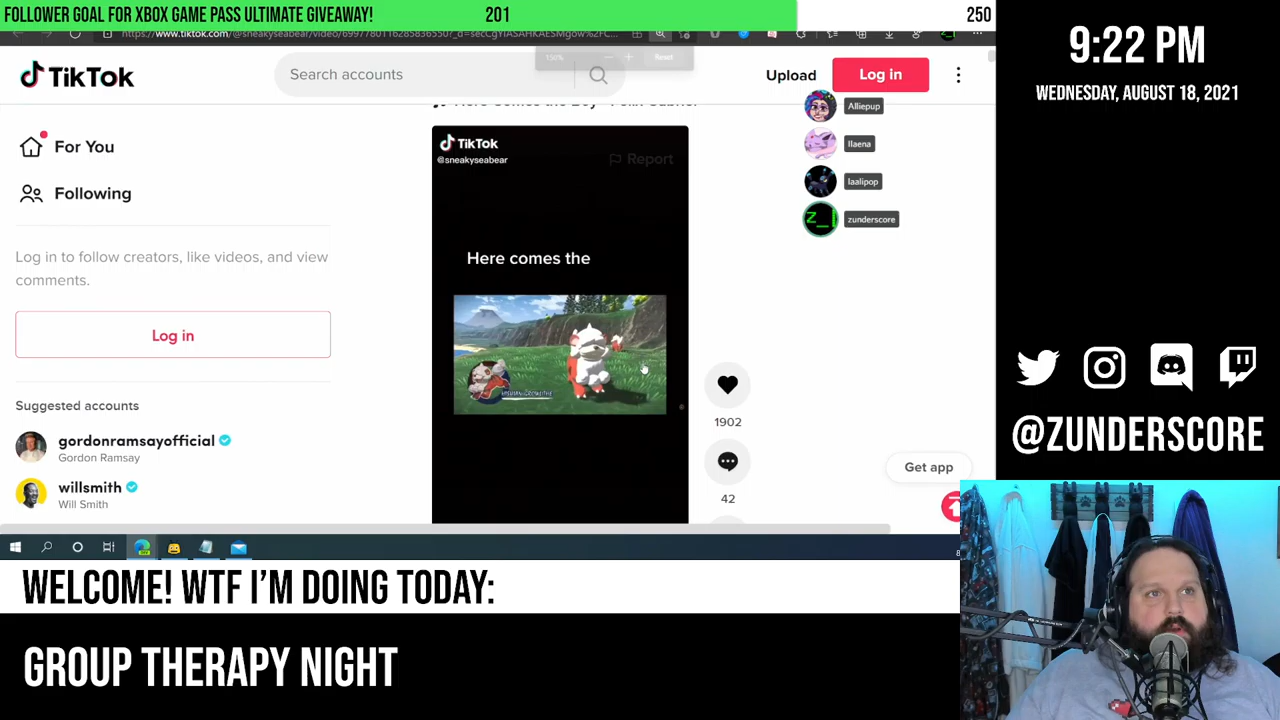 FOLLOWER GOAL FOR XBOX GAME PASS ULTIMATE GIVEAWAY!
201
250
TikTok
Search accounts
Upload
Log in
For You
Following
Log in to follow creators, like videos, and view
comments.
Log in
Suggested accounts
gordonramsayofficial
Gordon Ramsay
willsmith
Will Smith
TikTok
@sneakyseabear
Report
Here comes the
1902
42
Get app
Alliepup
llaena
laalipop
Z_
zunderscore
9:22 PM
WEDNESDAY, AUGUST 18, 2021
@ZUNDERSCORE
WELCOME! WTF I'M DOING TODAY:
GROUP THERAPY NIGHT